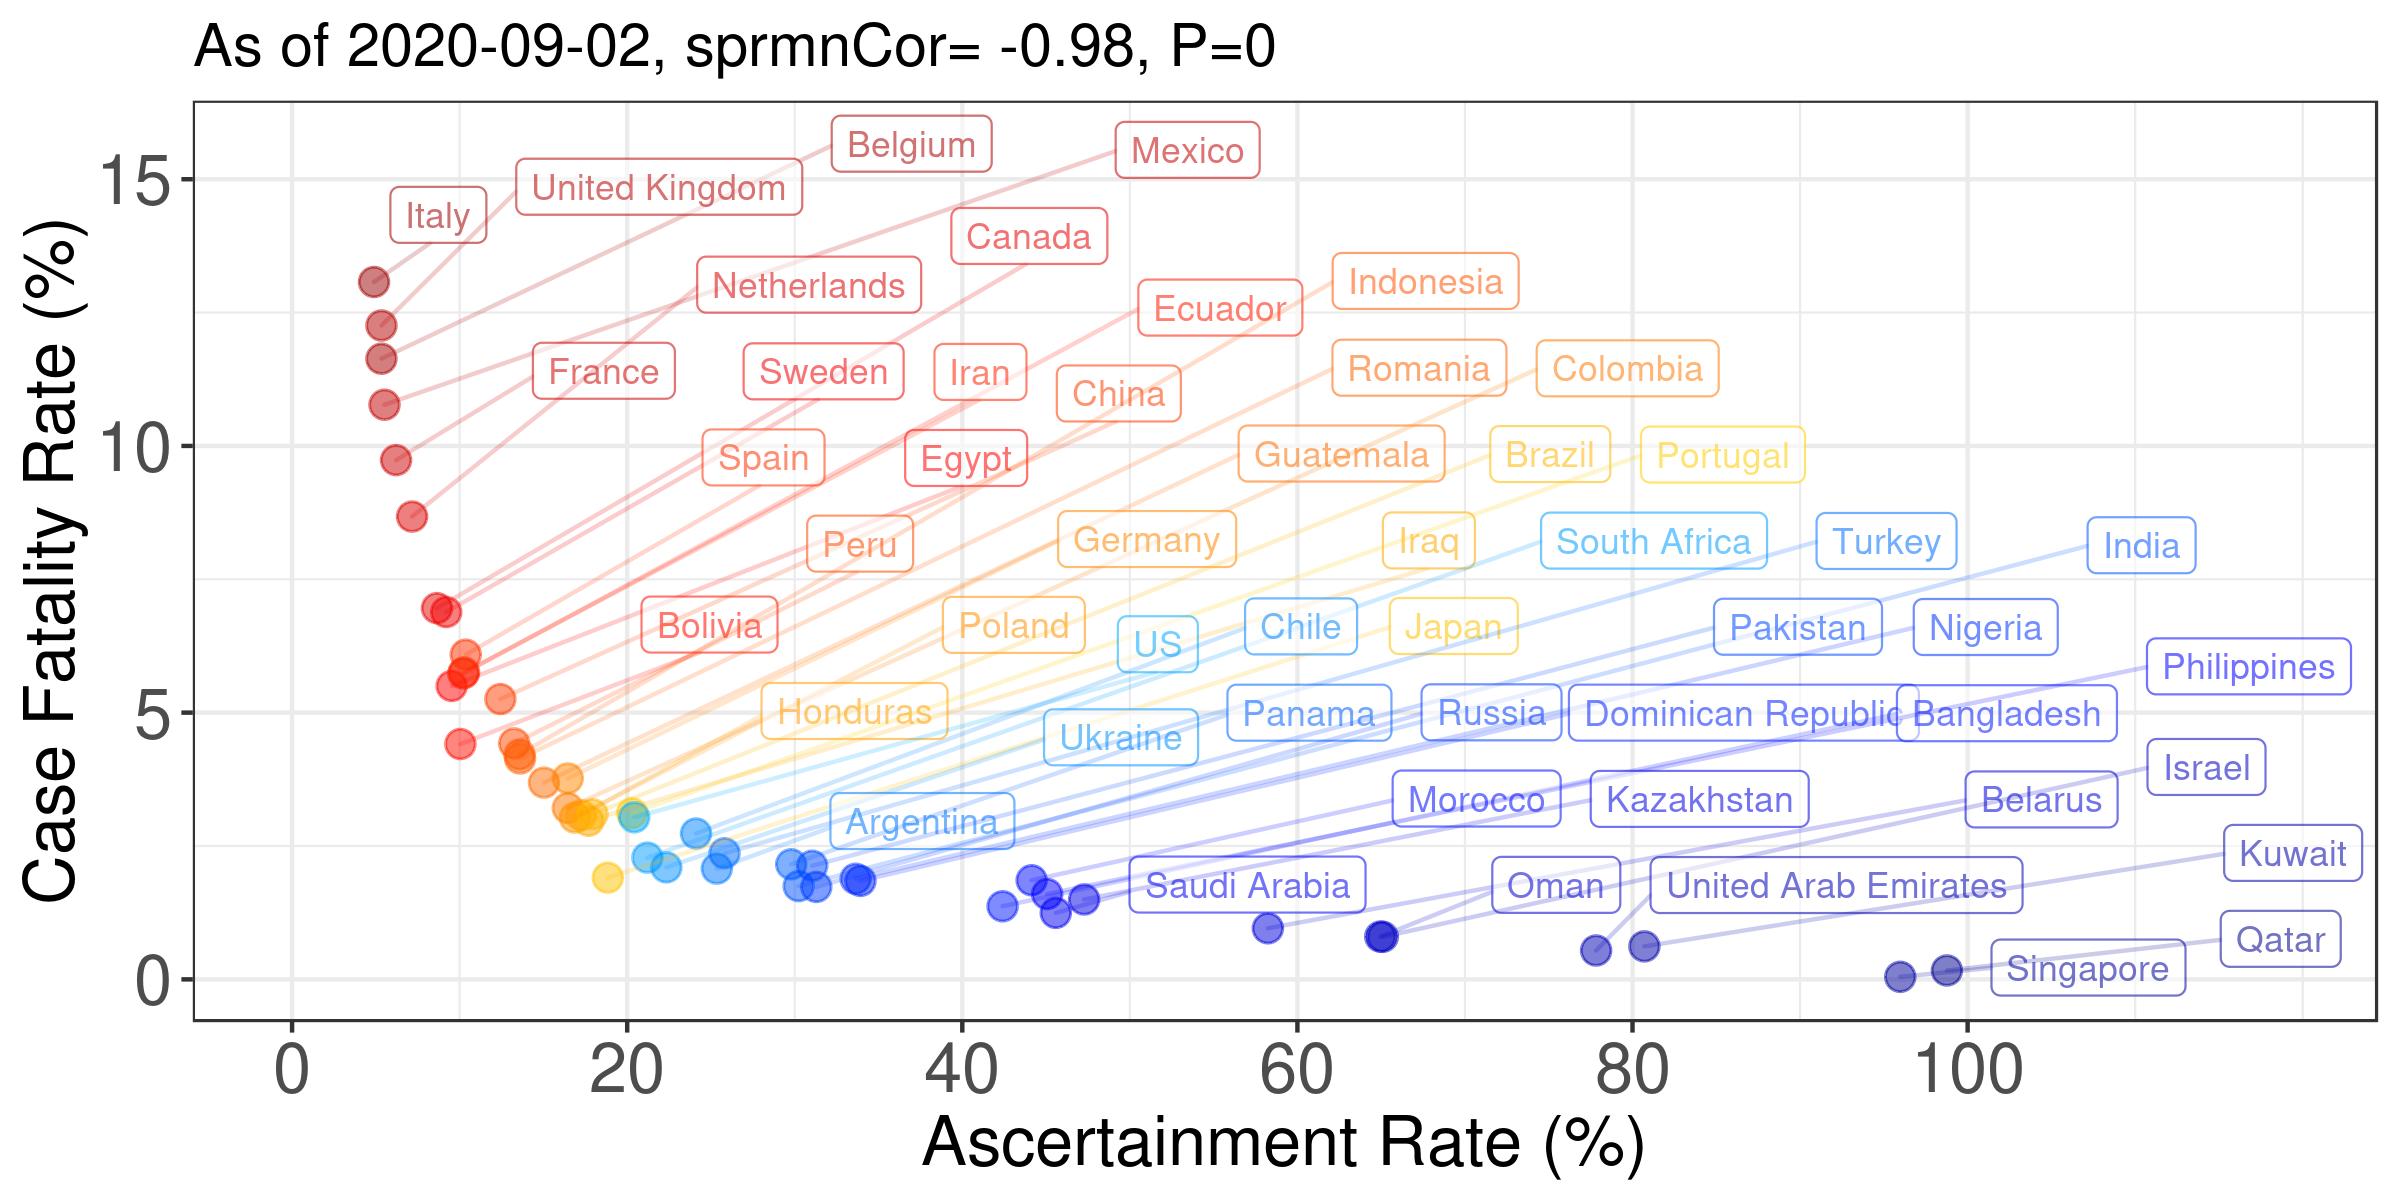 As of 2020-09-02, sprmnCor= -0.98, P=0
Case Fatality Rate (%)
15
10
5
0
Belgium
Mexico
United Kingdom
Italy
Canada
Netherlands
Indonesia
Ecuador
France
Sweden
Iran
China
Romania
Colombia
Spain
Egypt
Guatemala
Brazil
Portugal
Peru
Germany
Iraq
South Africa
Turkey
India
Bolivia
Poland
US
Chile
Japan
Pakistan
Nigeria
Philippines
Honduras
Ukraine
Panama
Russia
Dominican Republic
Bangladesh
Israel
Argentina
Morocco
Kazakhstan
Belarus
Kuwait
Saudi Arabia
Oman
United Arab Emirates
Qatar
Singapore
0
20
40
60
80
100
Ascertainment Rate (%)